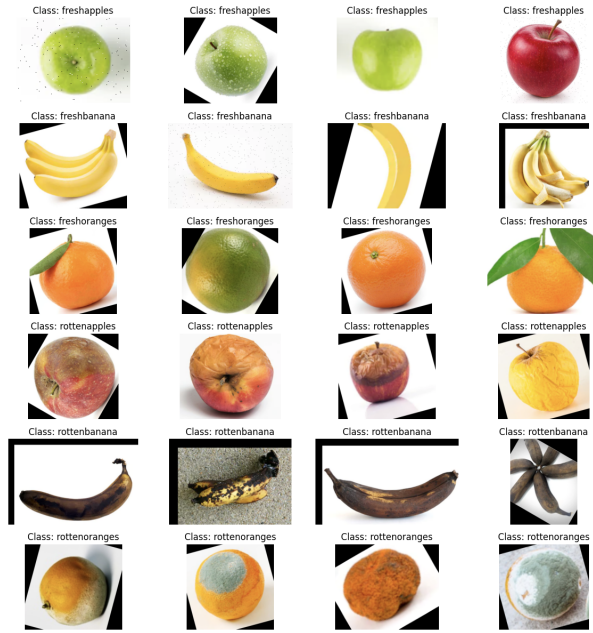 Class: freshapples Class: freshapples Class: freshapples Class: freshapples
Class: freshbanana Class: freshbanana Class: freshbanana Class: freshbanana
Class: freshoranges Class: freshoranges Class: freshoranges Class: freshoranges
Class: rottenapples Class: rottenapples Class: rottenapples Class: rottenapples
Class: rottenbanana Class: rottenbanana Class: rottenbanana Class: rottenbanana
Class: rottenoranges Class: rottenoranges Class: rottenoranges Class: rottenoranges